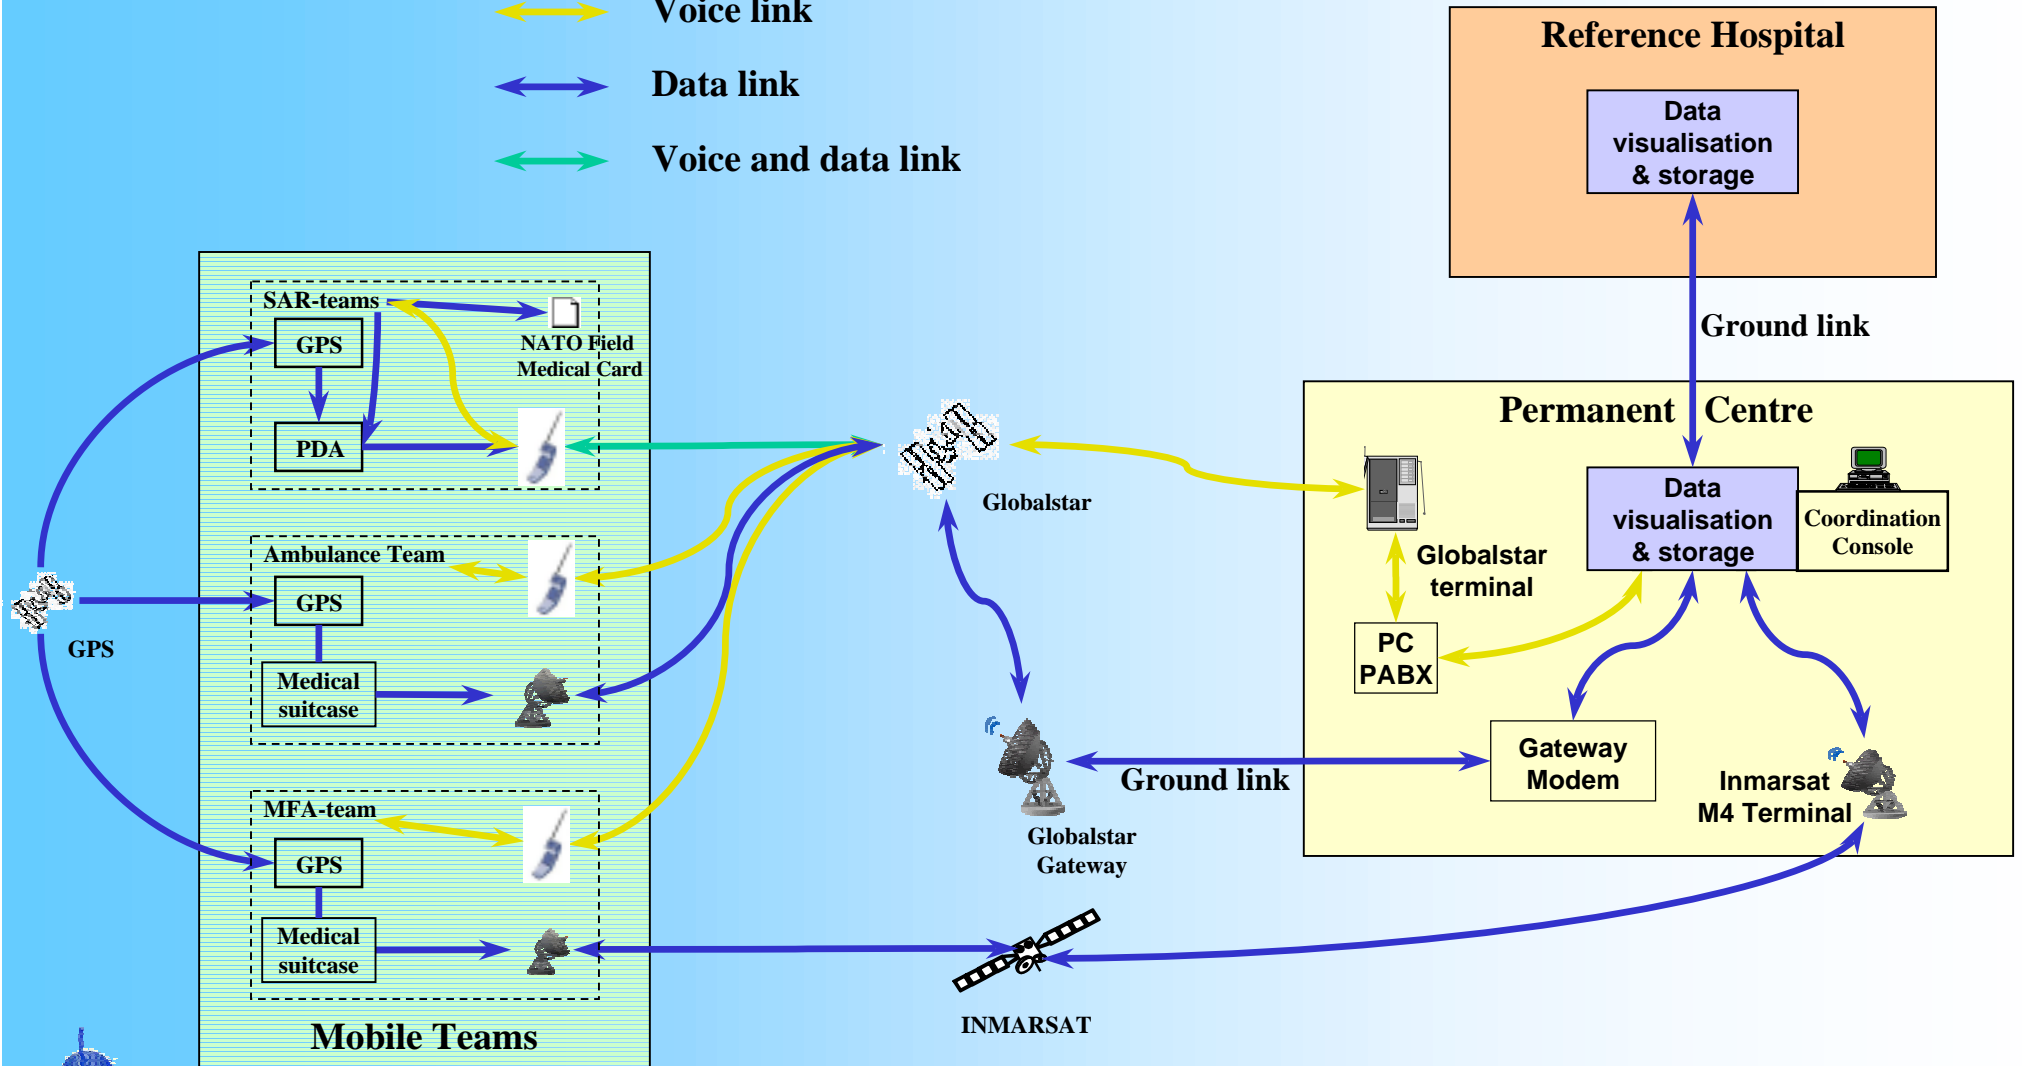 Voice link
Data link
Voice and data link
Reference Hospital
Data
visualisation
& storage
Ground link
SAR-teams
GPS
NATO Field
Medical Card
PDA
Ambulance Team
GPS
Medical
suitcase
MFA-team
GPS
Medical
suitcase
Mobile Teams
GPS
Globalstar
Globalstar
Gateway
Ground link
INMARSAT
Permanent Centre
Data
visualisation
& storage
Coordination
Console
Globalstar
terminal
PC
PABX
Gateway
Modem
Inmarsat
M4 Terminal